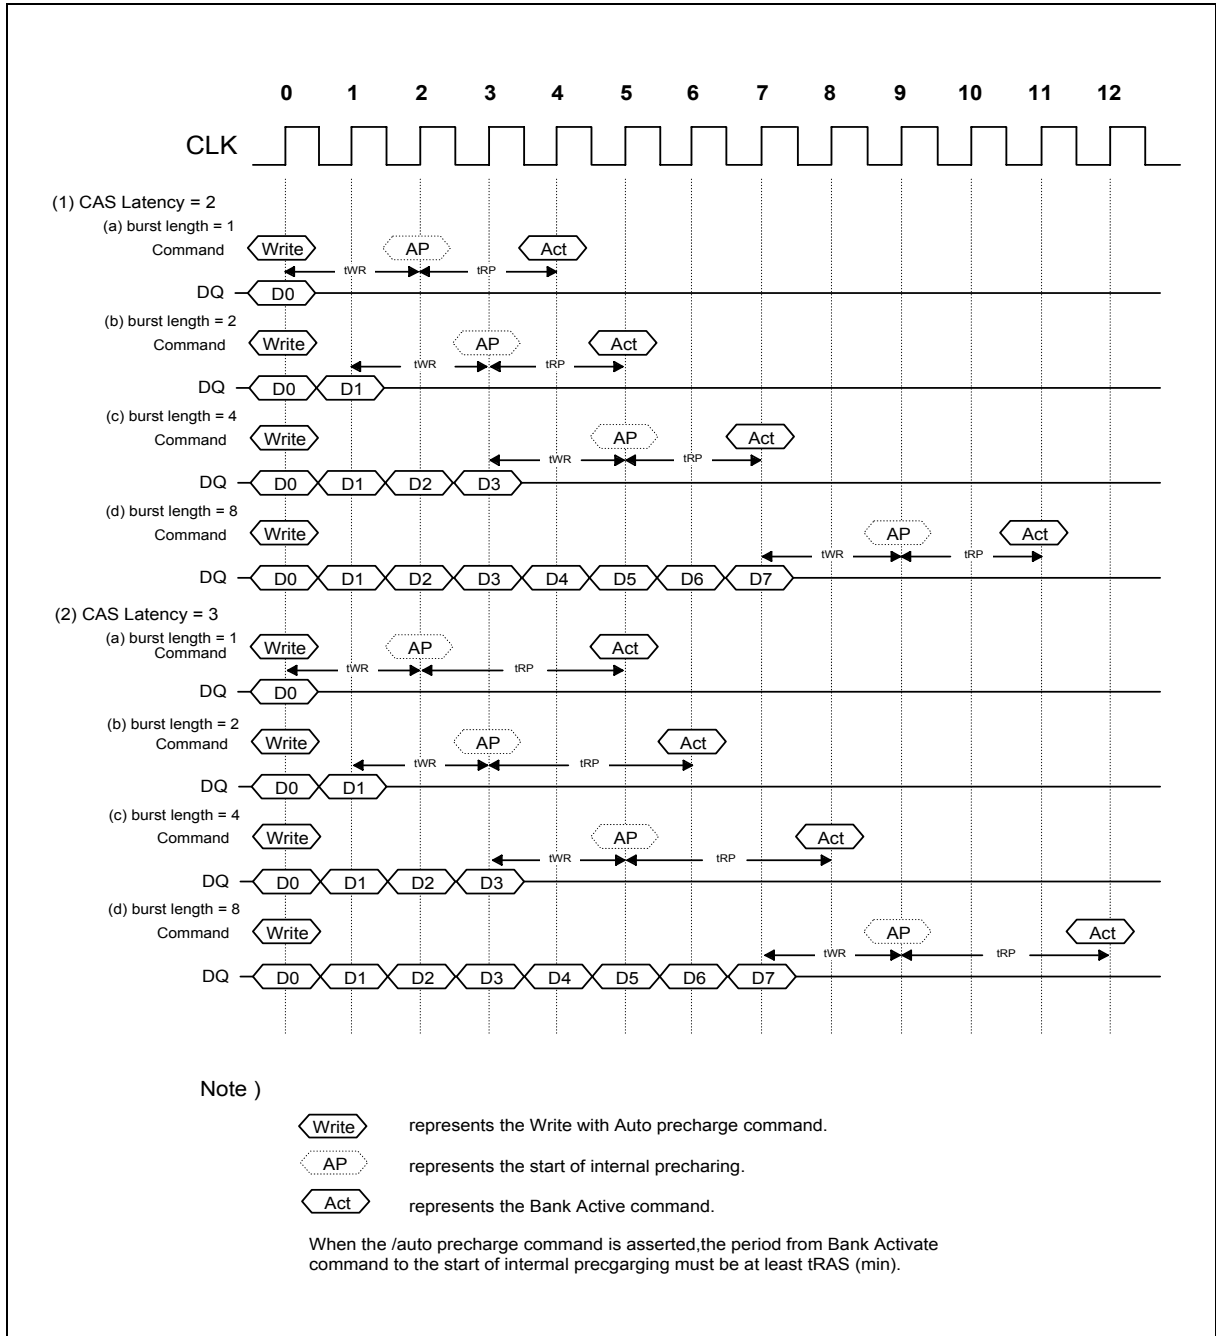 0 1 2 3 4 5 6 7 8 9 10 11 12
CLK
(1) CAS Latency = 2
(a) burst length = 1
Command Write AP Act
tWR tRP
DQ D0
(b) burst length = 2
Command Write AP Act
tWR tRP
DQ D0 D1
(c) burst length = 4
Command Write AP Act
tWR tRP
DQ D0 D1 D2 D3
(d) burst length = 8
Command Write AP Act
tWR tRP
DQ D0 D1 D2 D3 D4 D5 D6 D7
(2) CAS Latency = 3
(a) burst length = 1
Command Write AP Act
tWR tRP
DQ D0
(b) burst length = 2
Command Write AP Act
tWR tRP
DQ D0 D1
(c) burst length = 4
Command Write AP Act
tWR tRP
DQ D0 D1 D2 D3
(d) burst length = 8
Command Write AP Act
tWR tRP
DQ D0 D1 D2 D3 D4 D5 D6 D7
Note )
Write represents the Write with Auto precharge command.
AP represents the start of internal precharing.
Act represents the Bank Active command.
When the /auto precharge command is asserted,the period from Bank Activate
command to the start of intermal precgarging must be at least tRAS (min).